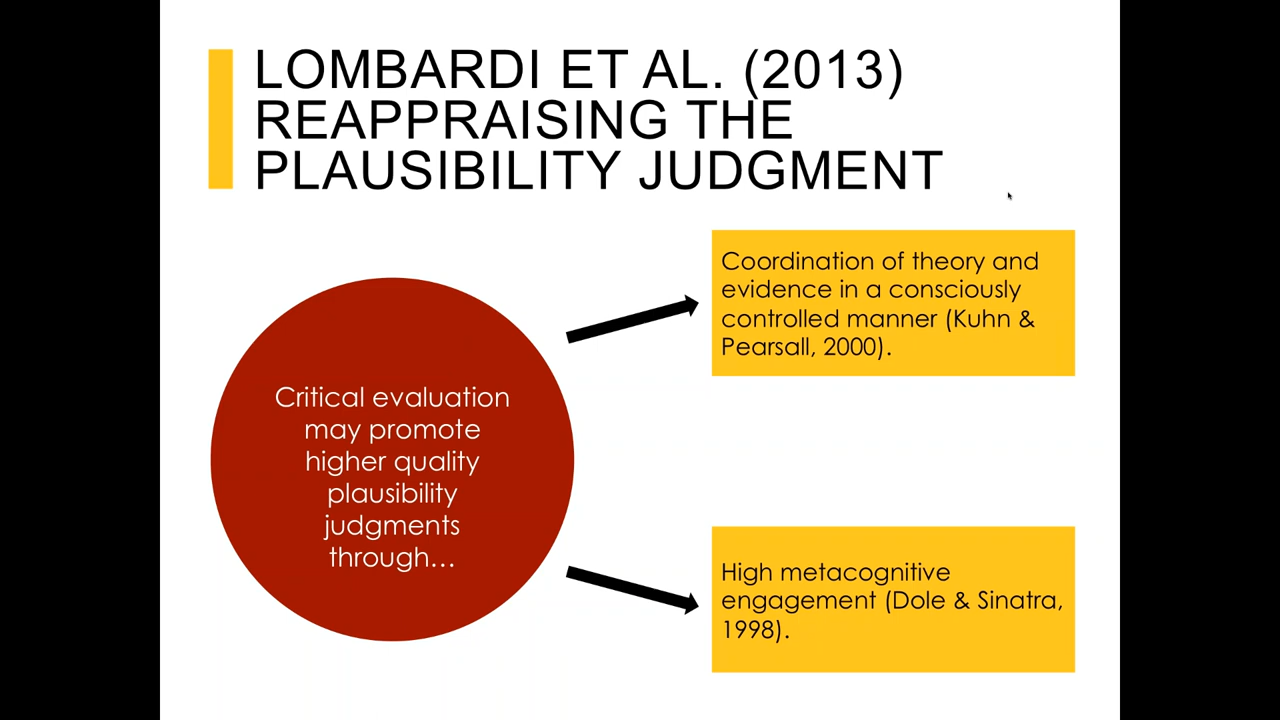 LOMBARDI ET AL. (2013)
REAPPRAISING THE
PLAUSIBILITY JUDGMENT
Critical evaluation
may promote
higher quality
plausibility
judgments
through…
Coordination of theory and
evidence in a consciously
controlled manner (Kuhn &
Pearsall, 2000).
High metacognitive
engagement (Dole & Sinatra,
1998).